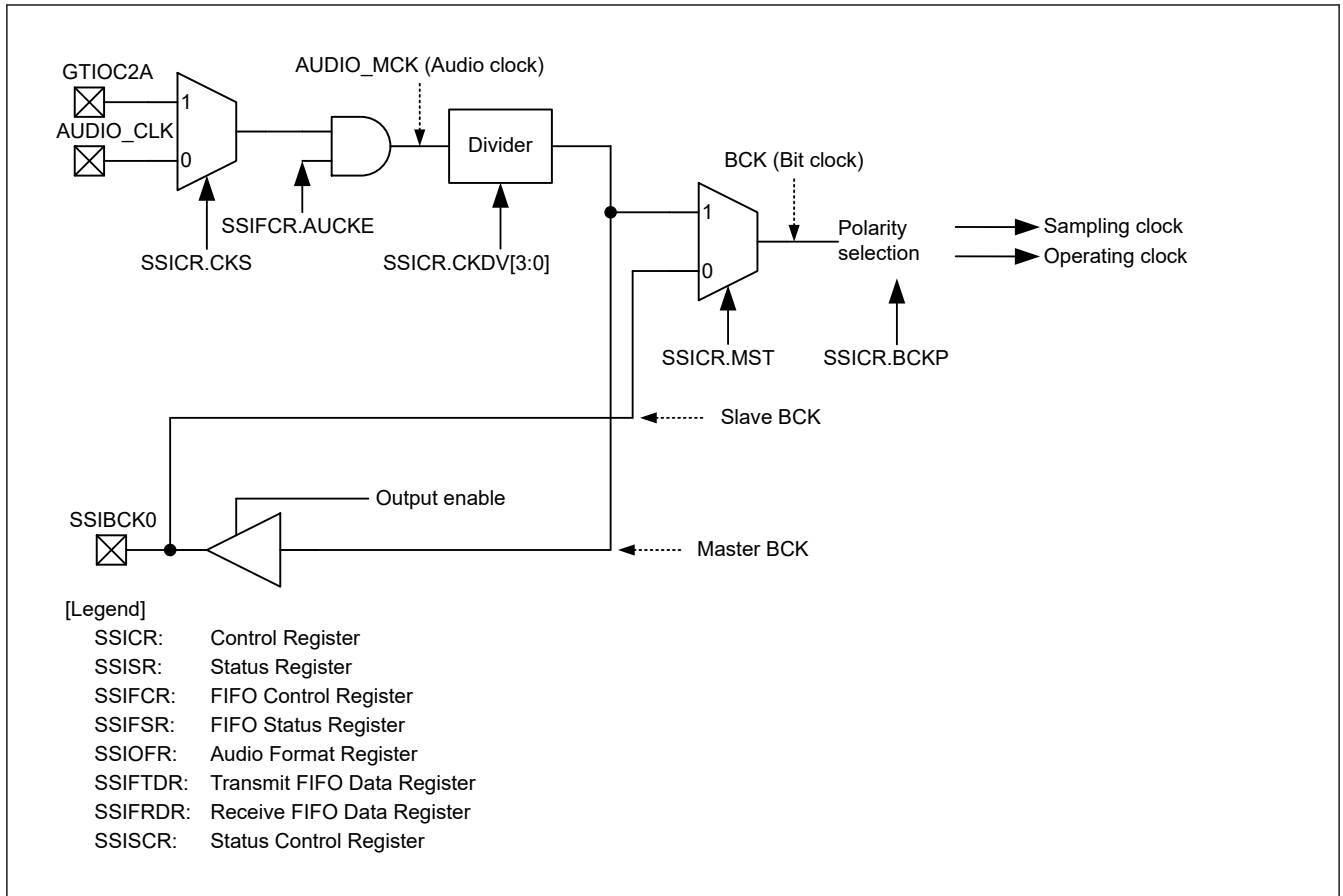 GTIOC2A
AUDIO_MCK (Audio clock)
1
AUDIO_CLK
0
Divider
BCK (Bit clock)
SSIFCR.AUCKE
SSICR.CKS
SSICR.CKDV[3:0]
1
0
Polarity
selection
Sampling clock
Operating clock
SSICR.MST
SSICR.BCKP
Slave BCK
Output enable
SSIBCK0
Master BCK
[Legend]
SSICR: Control Register
SSISR: Status Register
SSIFCR: FIFO Control Register
SSIFSR: FIFO Status Register
SSIOFR: Audio Format Register
SSIFTDR: Transmit FIFO Data Register
SSIFRDR: Receive FIFO Data Register
SSISCR: Status Control Register